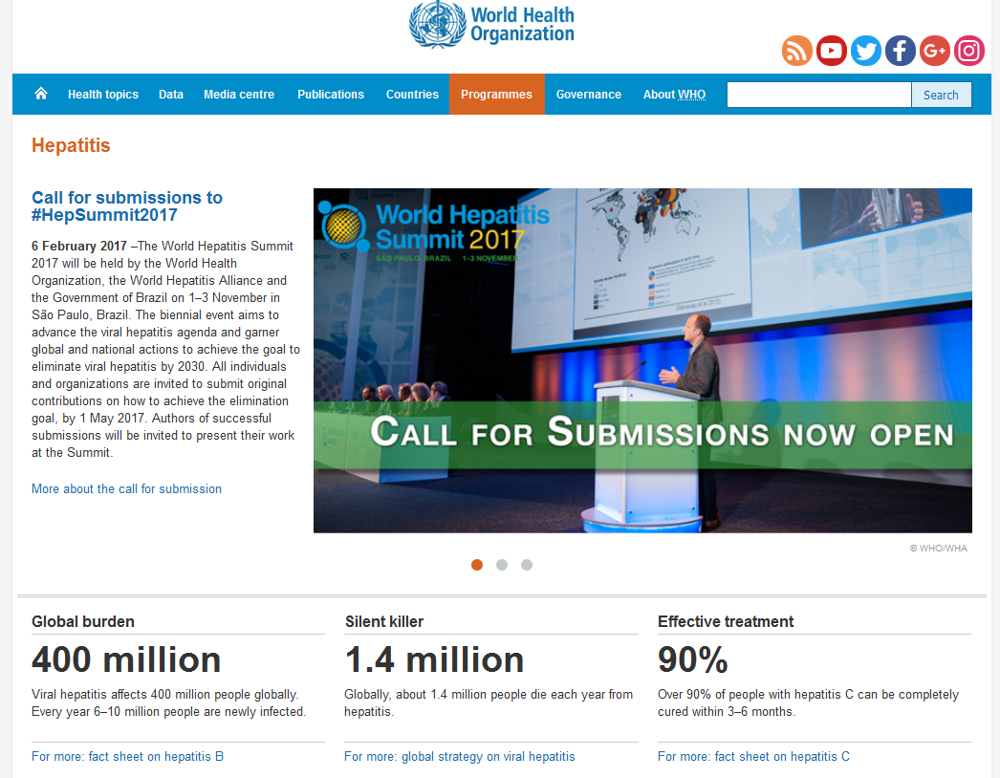 World Health
Organization
Health topics
Data
Media centre
Publications
Countries
Programmes
Governance
About WHO
Search
Hepatitis
Call for submissions to
#HepSummit2017
6 February 2017 –The World Hepatitis Summit
2017 will be held by the World Health
Organization, the World Hepatitis Alliance and
the Government of Brazil on 1–3 November in
São Paulo, Brazil. The biennial event aims to
advance the viral hepatitis agenda and garner
global and national actions to achieve the goal to
eliminate viral hepatitis by 2030. All individuals
and organizations are invited to submit original
contributions on how to achieve the elimination
goal, by 1 May 2017. Authors of successful
submissions will be invited to present their work
at the Summit.
More about the call for submission
World Hepatitis
Summit 2017
SÃO PAULO, BRAZIL 1-3 NOVEMBER
CALL FOR SUBMISSIONS NOW OPEN
© WHO/WHA
Global burden
400 million
Viral hepatitis affects 400 million people globally.
Every year 6–10 million people are newly infected.
For more: fact sheet on hepatitis B
Silent killer
1.4 million
Globally, about 1.4 million people die each year from
hepatitis.
For more: global strategy on viral hepatitis
Effective treatment
90%
Over 90% of people with hepatitis C can be completely
cured within 3–6 months.
For more: fact sheet on hepatitis C